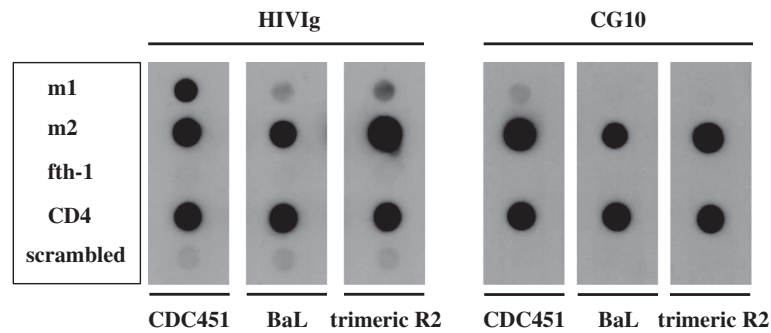 HIVIg CG10
m1
m2
fth-1
CD4
scrambled
CDC451 BaL trimeric R2 CDC451 BaL trimeric R2